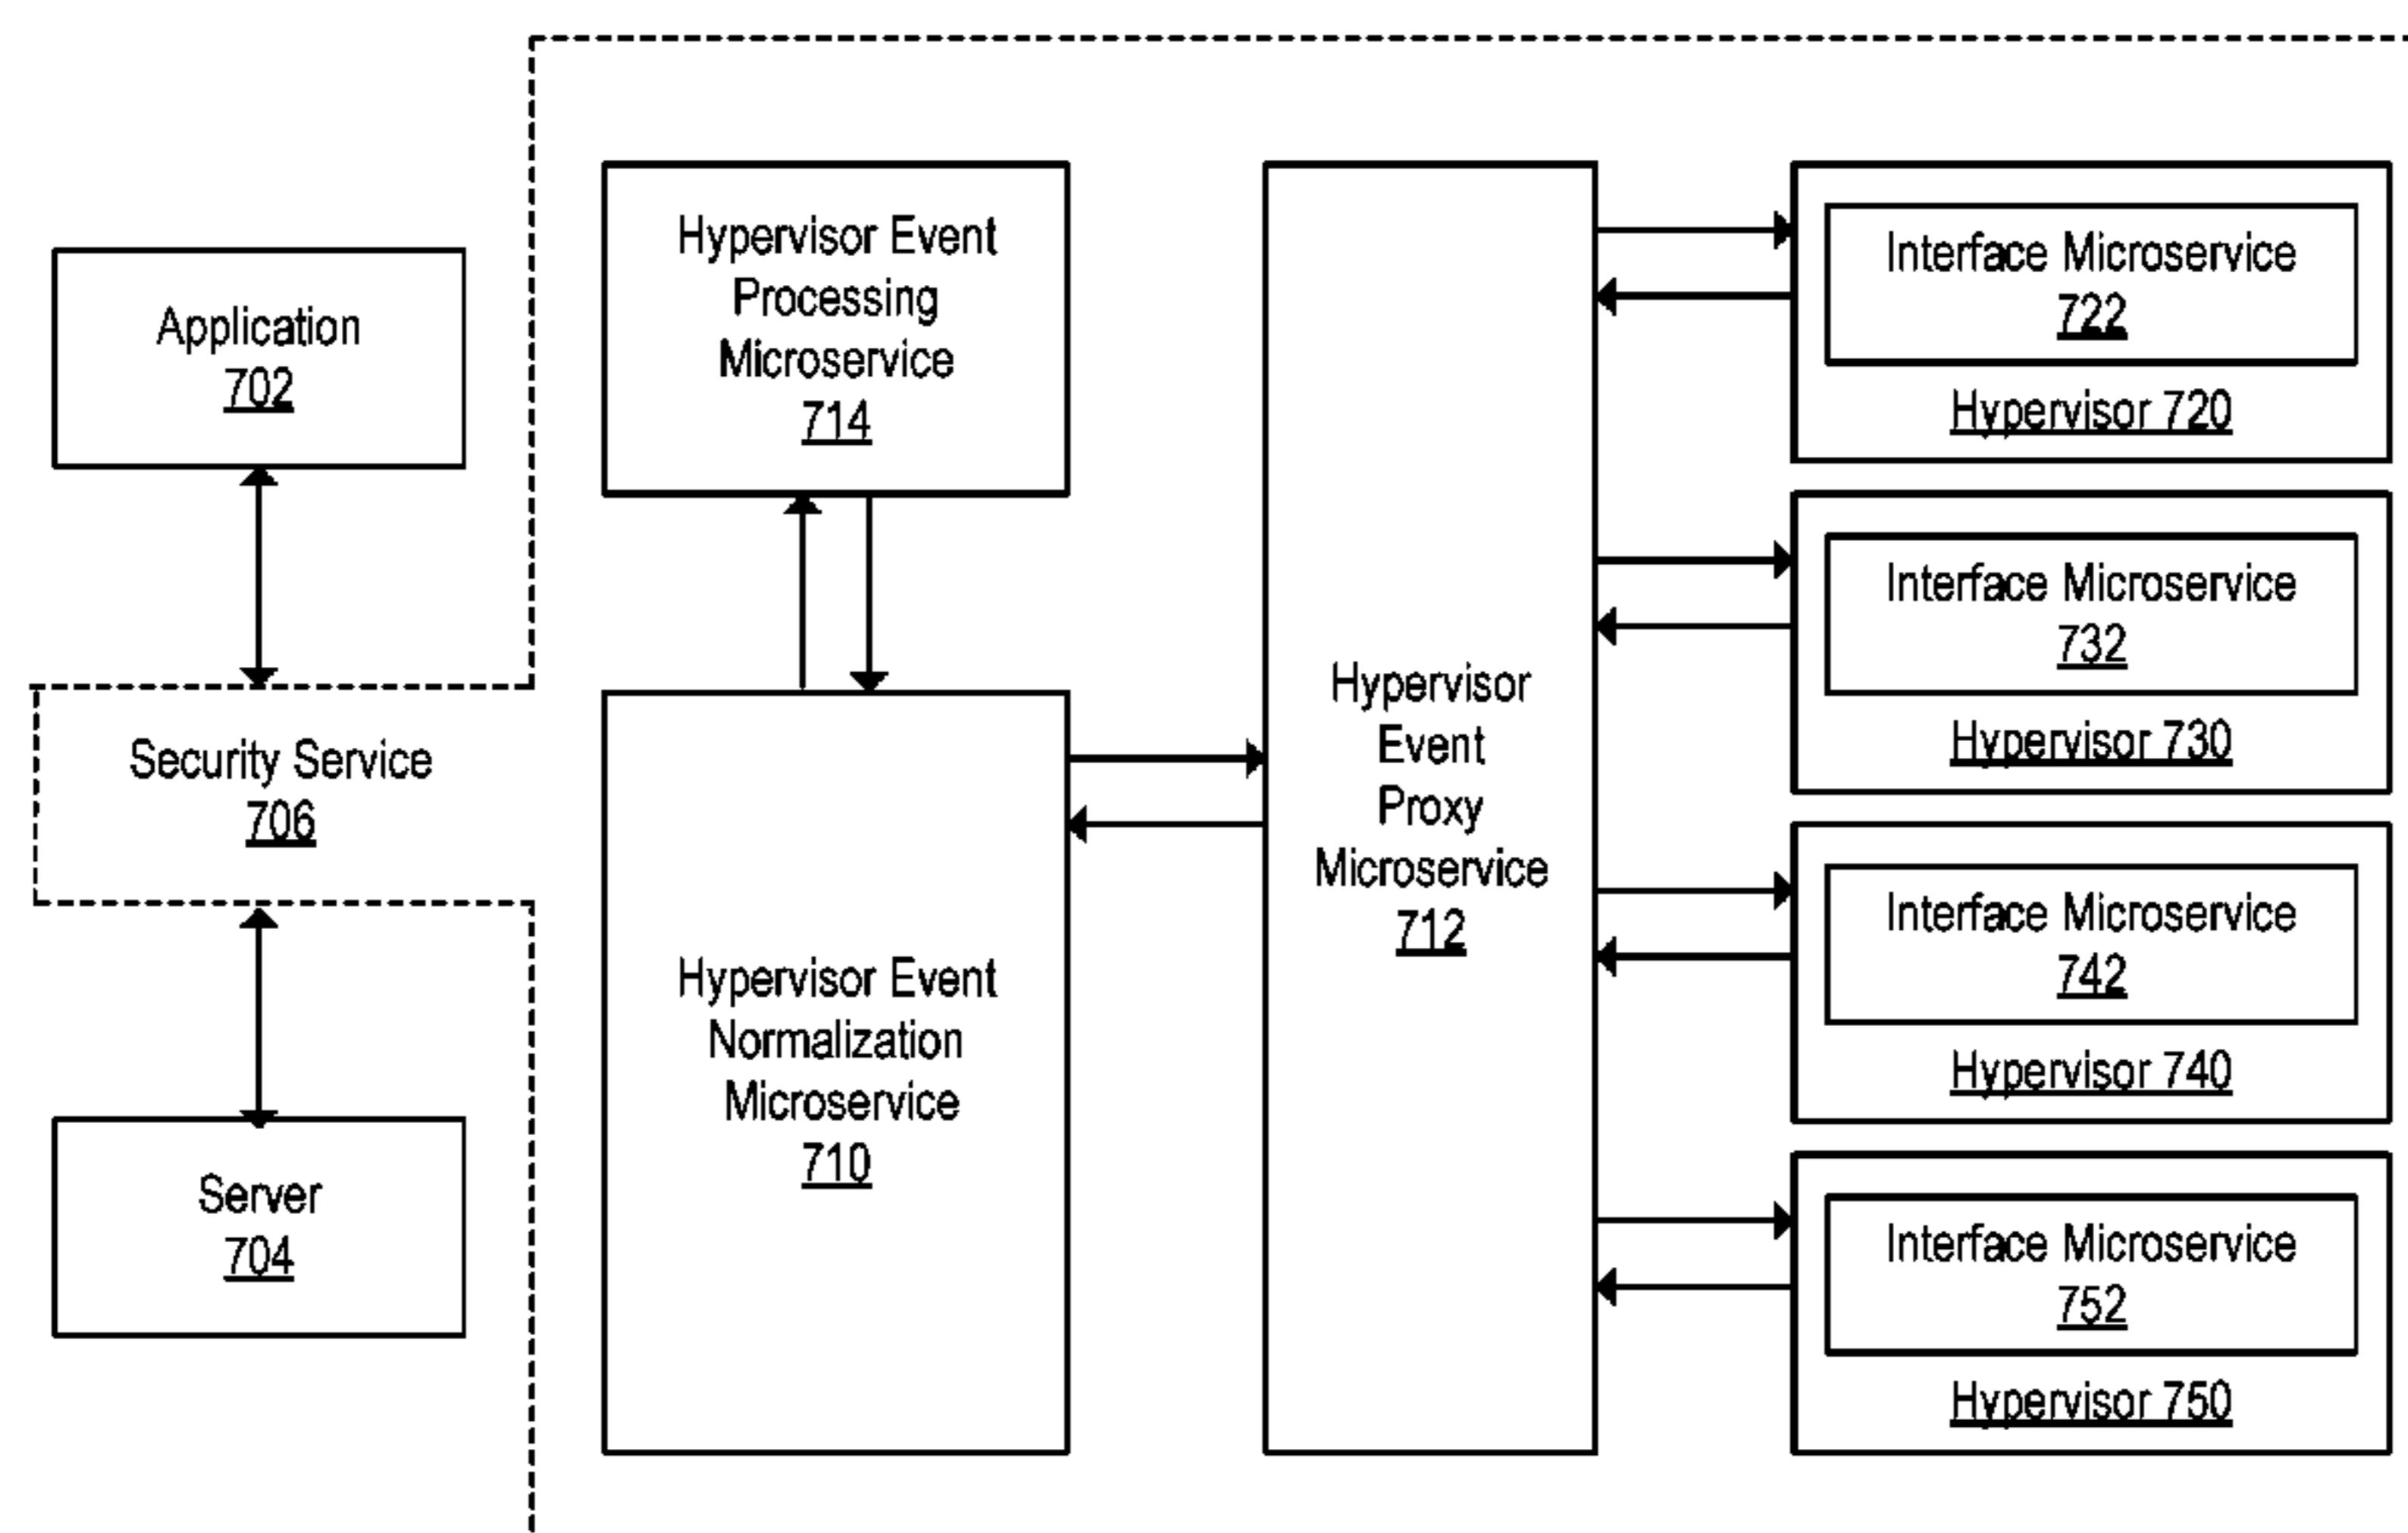 Application
702
Security Service
706
Server
704
Hypervisor Event
Processing
Microservice
714
Hypervisor Event
Normalization
Microservice
710
Hypervisor
Event
Proxy
Microservice
712
Interface Microservice
722
Hypervisor 720
Interface Microservice
732
Hypervisor 730
Interface Microservice
742
Hypervisor 740
Interface Microservice
752
Hypervisor 750